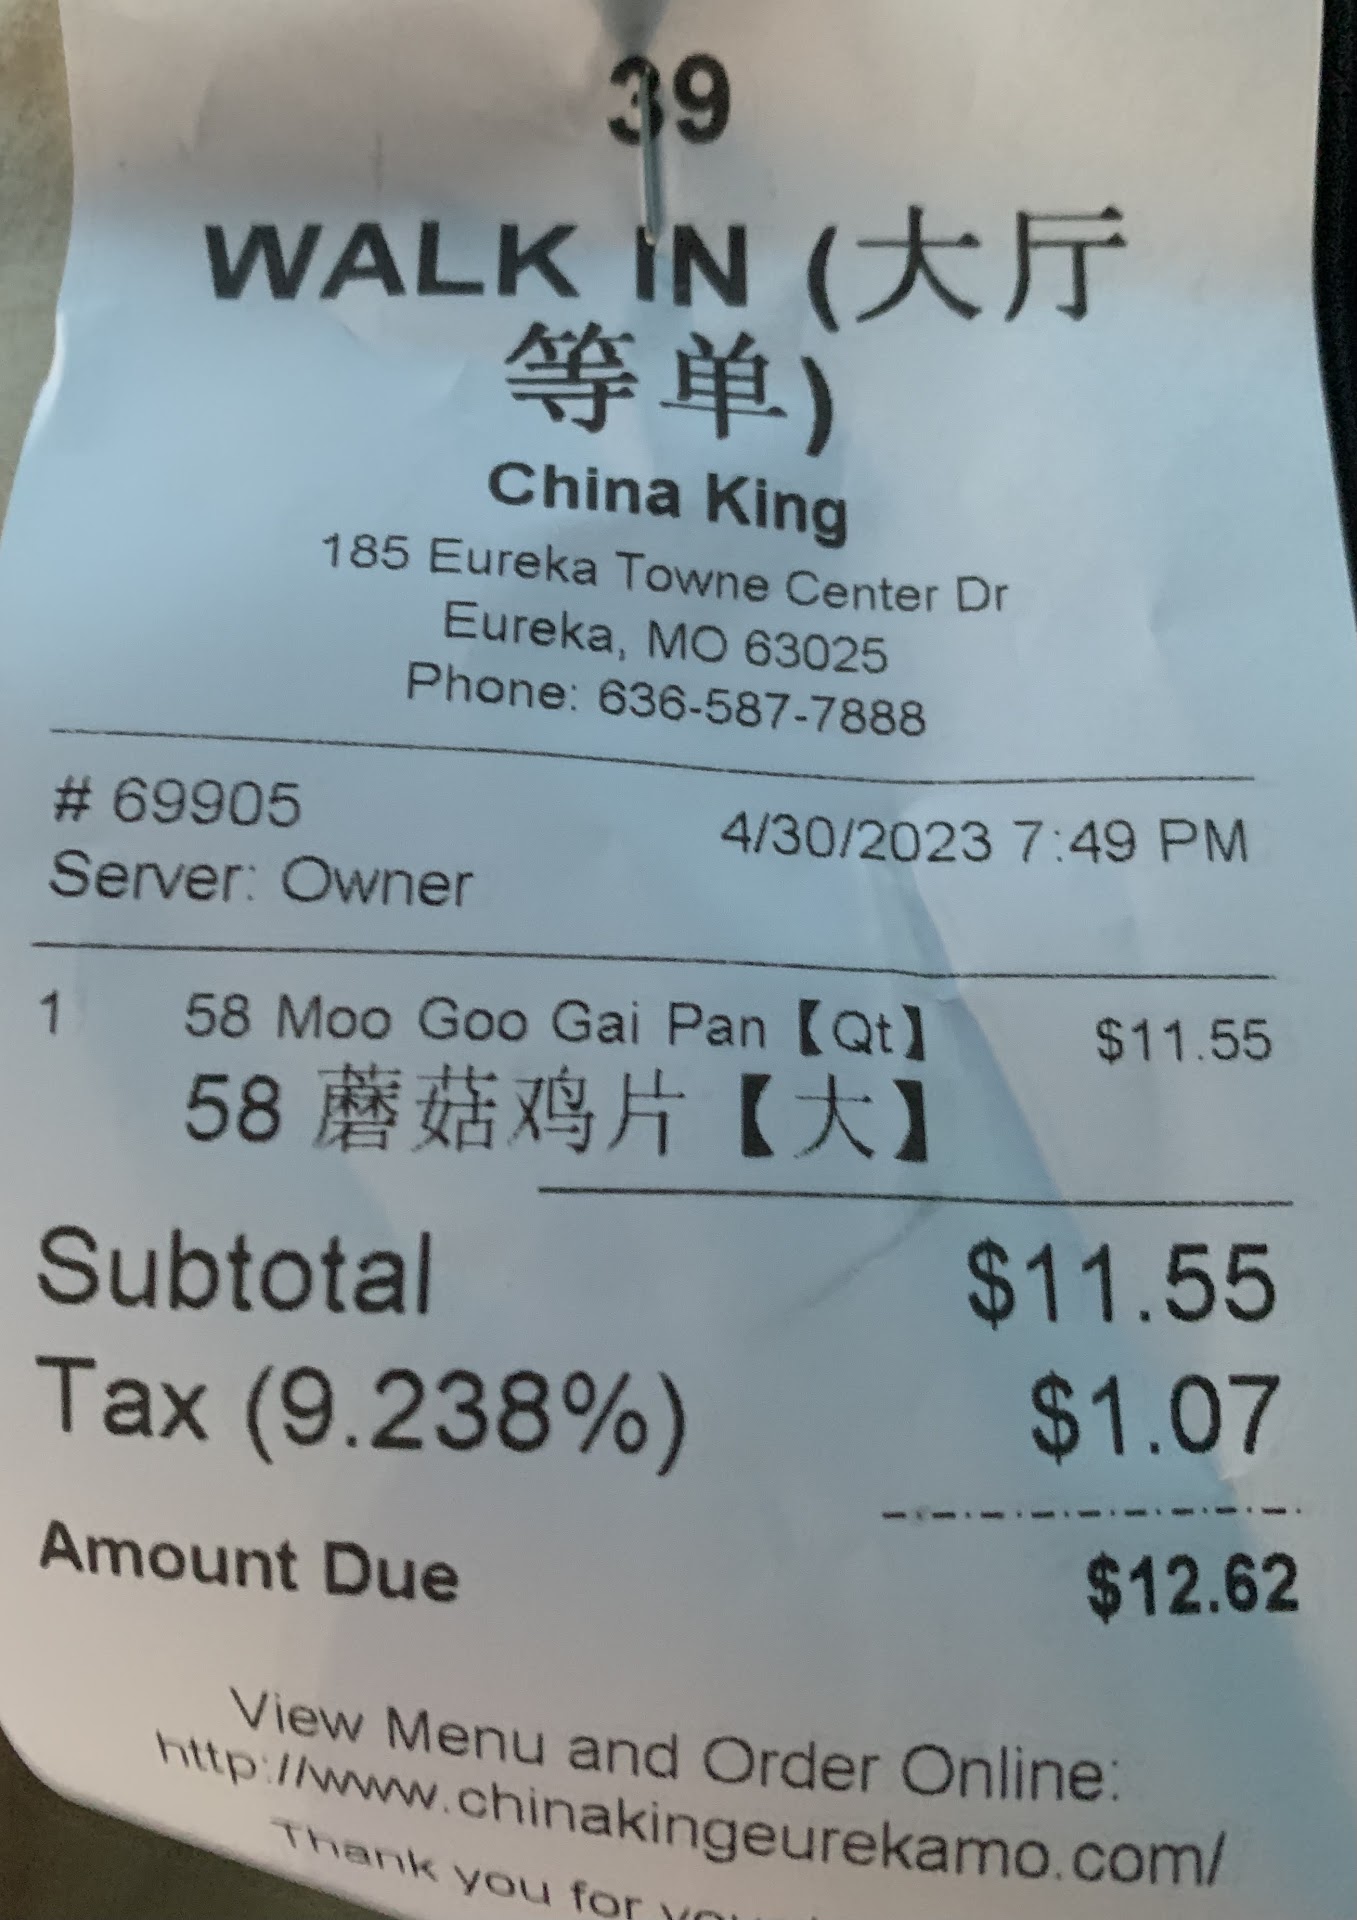 39
WALK IN (大厅
等单)
China King
185 Eureka Towne Center Dr
Eureka, MO 63025
Phone: 636-587-7888
# 69905 4/30/2023 7:49 PM
Server: Owner
1 58 Moo Goo Gai Pan【Qt】 $11.55
58 蘑菇鸡片【大】
Subtotal $11.55
Tax (9.238%) $1.07
Amount Due $12.62
View Menu and Order Online:
http://www.chinakingeurekamo.com/
Thank you for